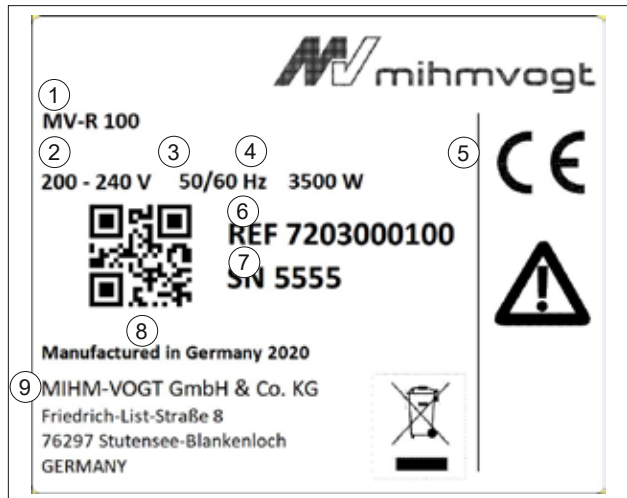 mihmvogt
1
MV-R 100
2 3 4 5
CE
200 - 240 V 50/60 Hz 3500 W
6
REF 7203000100
7
SN 5555
8
Manufactured in Germany 2020
9 MIHM-VOGT GmbH & Co. KG
Friedrich-List-Straße 8
76297 Stutensee-Blankenloch
GERMANY